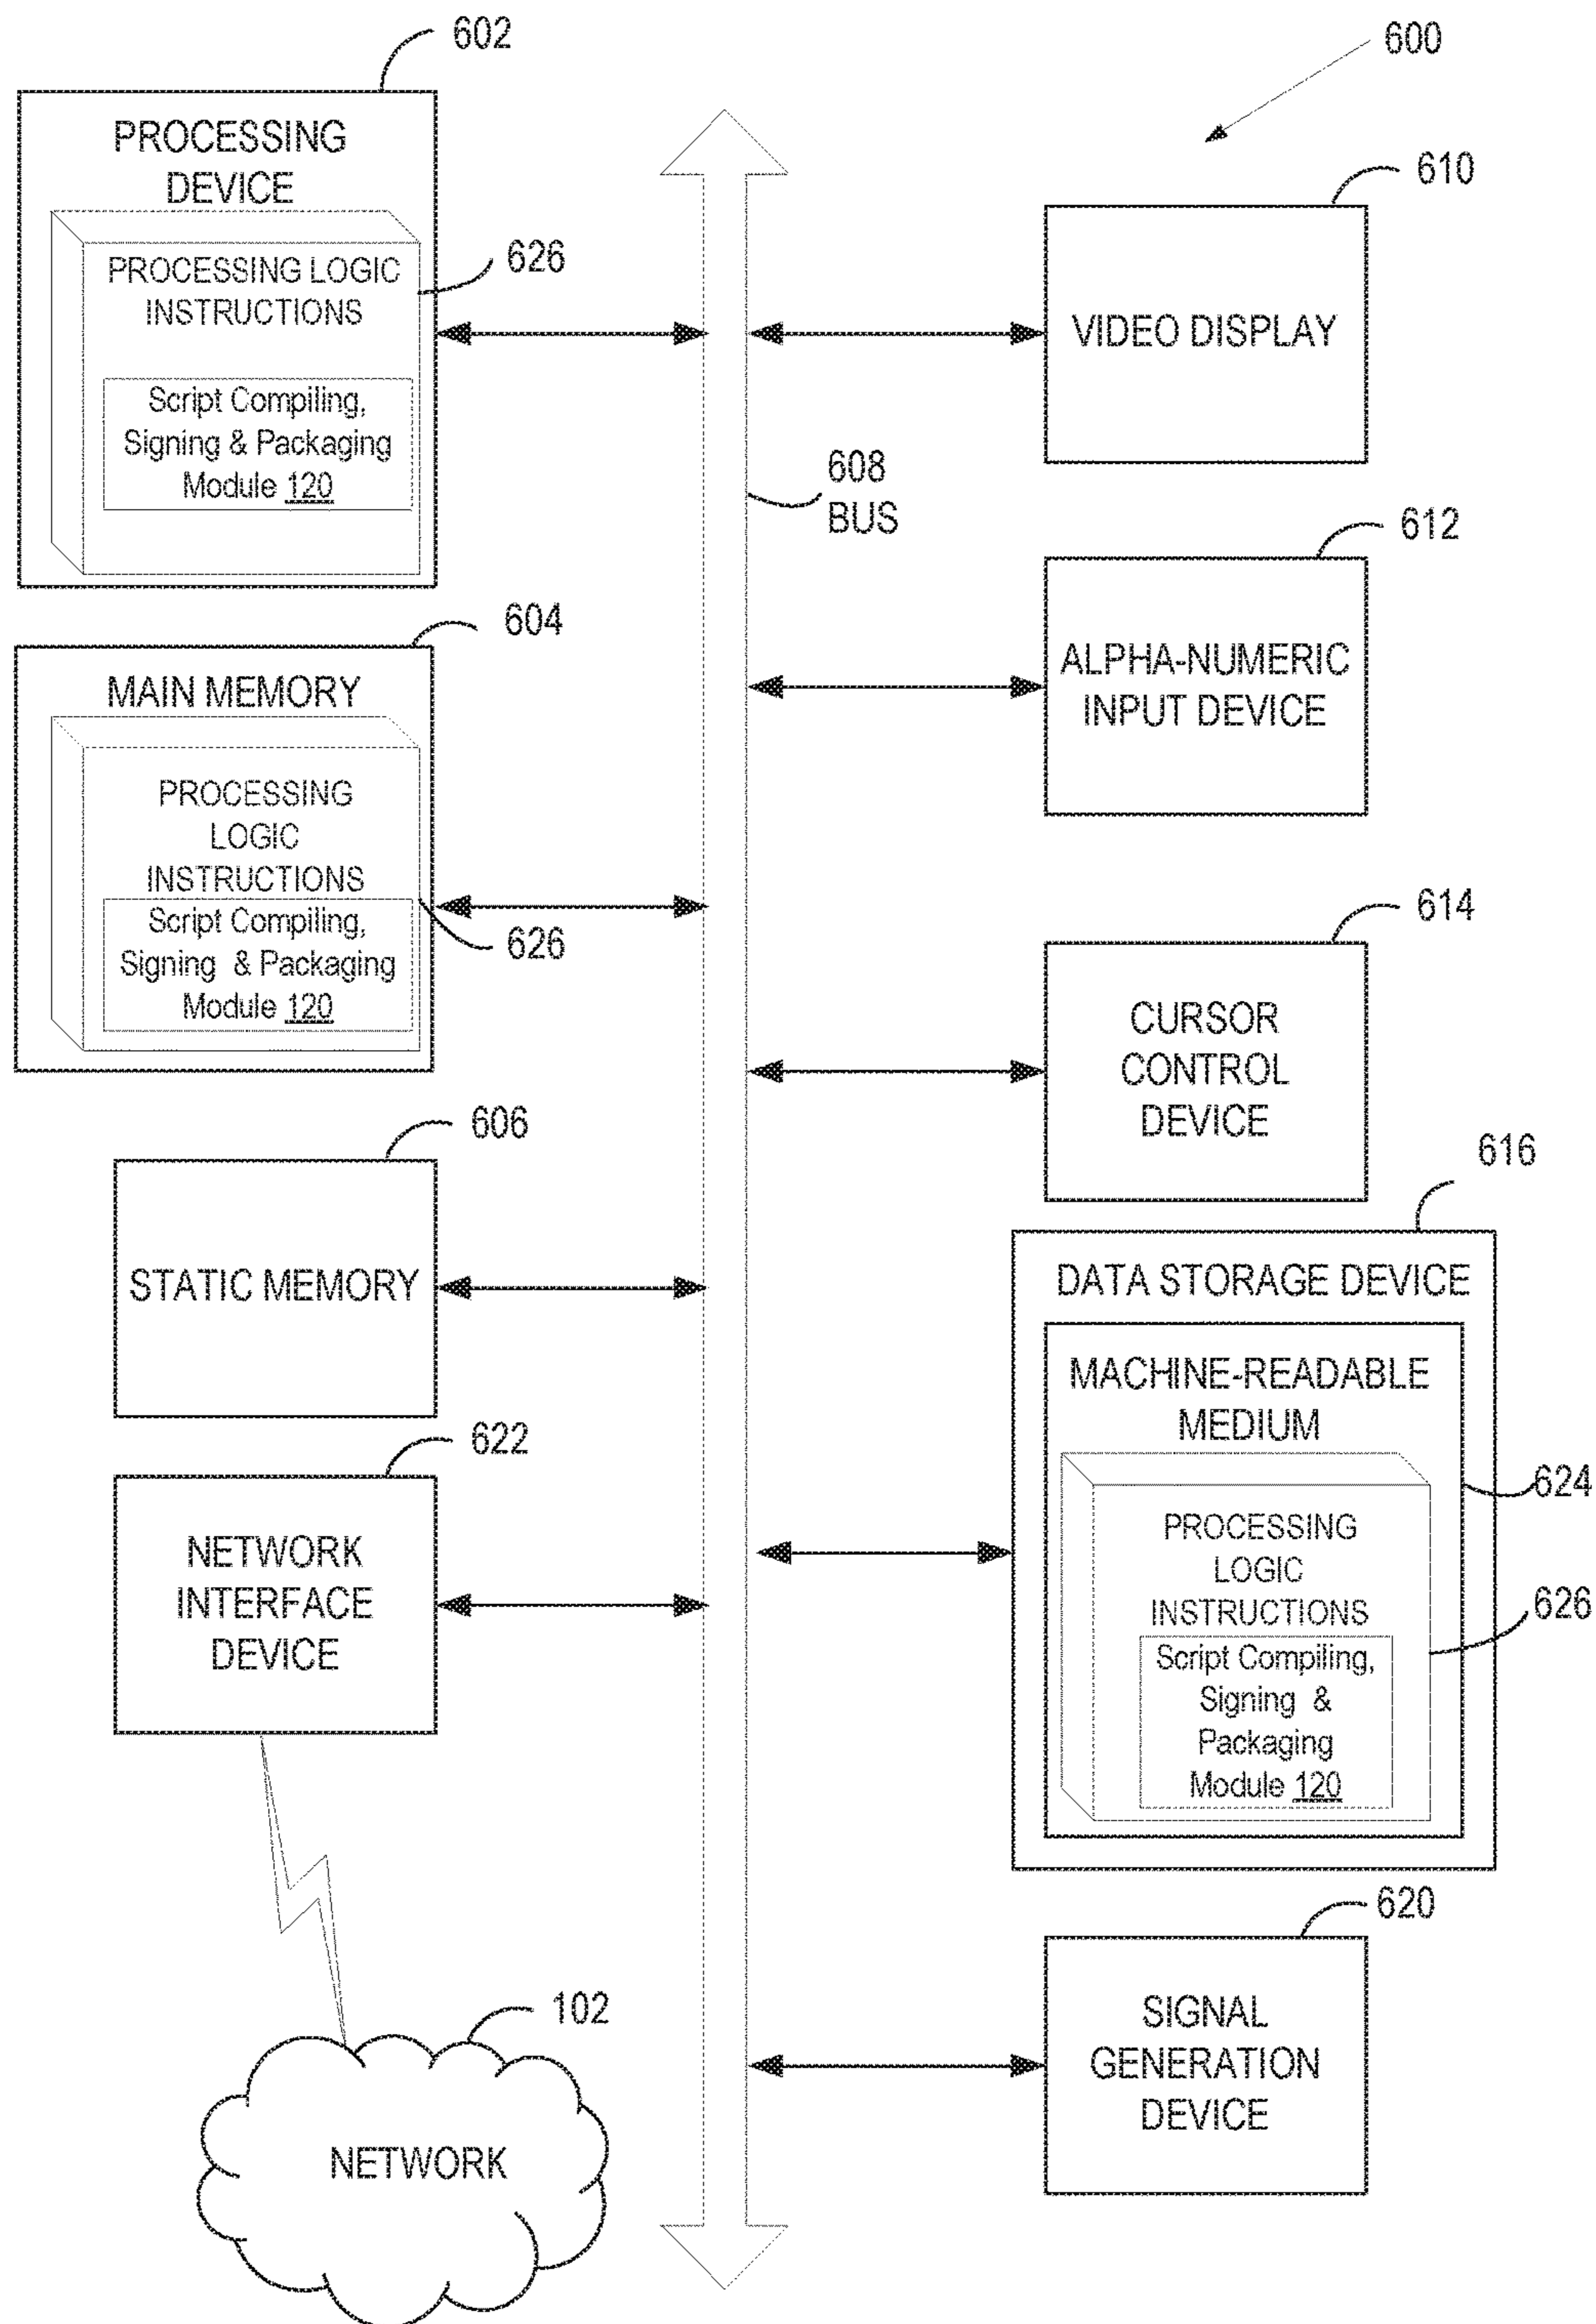 602
PROCESSING
DEVICE
PROCESSING LOGIC
INSTRUCTIONS
626
Script Compiling,
Signing & Packaging
Module 120
604
MAIN MEMORY
PROCESSING
LOGIC
INSTRUCTIONS
Script Compiling,
Signing & Packaging
Module 120
626
606
STATIC MEMORY
622
NETWORK
INTERFACE
DEVICE
102
NETWORK
608
BUS
600
610
VIDEO DISPLAY
612
ALPHA-NUMERIC
INPUT DEVICE
614
CURSOR
CONTROL
DEVICE
616
DATA STORAGE DEVICE
MACHINE-READABLE
MEDIUM
624
PROCESSING
LOGIC
INSTRUCTIONS
626
Script Compiling,
Signing &
Packaging
Module 120
620
SIGNAL
GENERATION
DEVICE